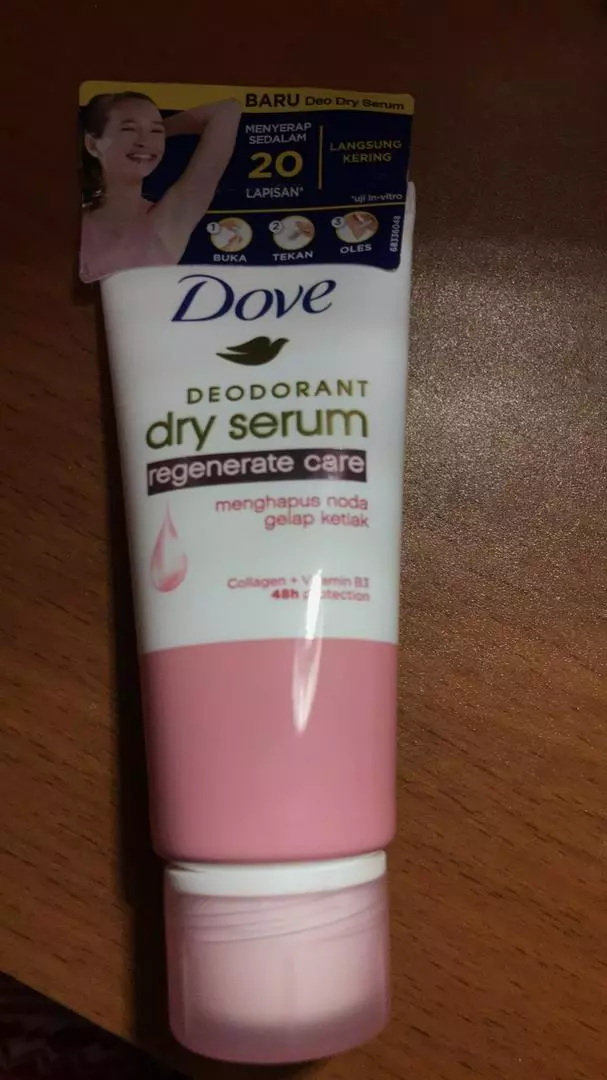 BARU Deo Dry Serum
MENYERAP
SEDALAM
20
LAPISAN*
LANGSUNG
KERING
*uji in-vitro
1 2 3
BUKA TEKAN OLES
68336048
Dove
DEODORANT
dry serum
regenerate care
menghapus noda
gelap ketiak
Collagen + Vitamin B3
48h protection